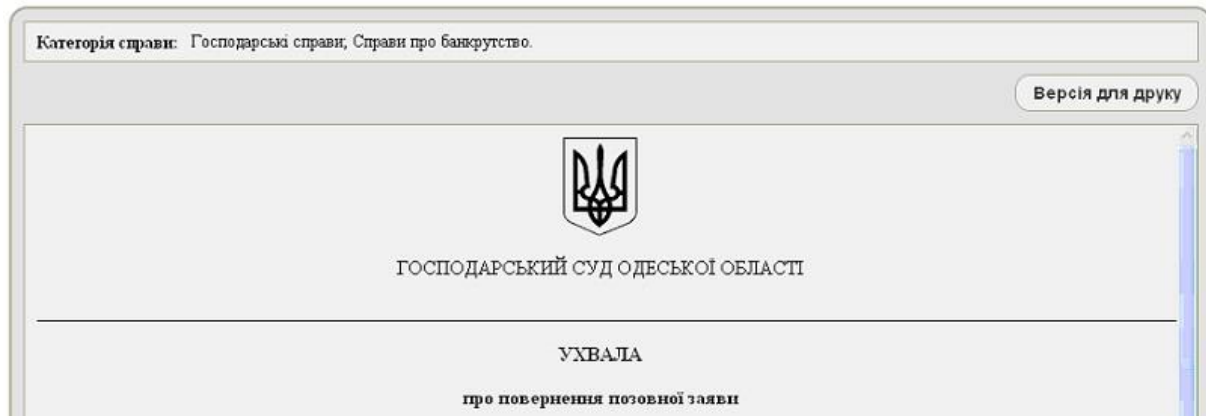 Категорія справи: Господарські справи; Справи про банкрутство.
Версія для друку
ГОСПОДАРСЬКИЙ СУД ОДЕСЬКОЇ ОБЛАСТІ
УХВАЛА
про повернення позовної заяви